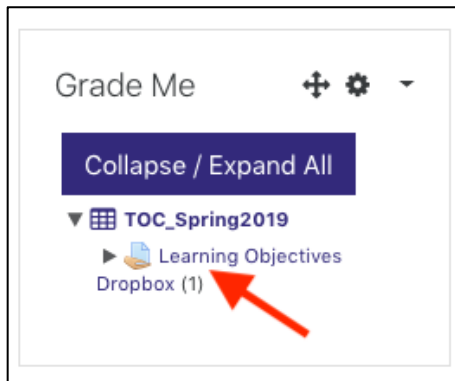 Grade Me
Collapse / Expand All
TOC_Spring2019
Learning Objectives
Dropbox (1)